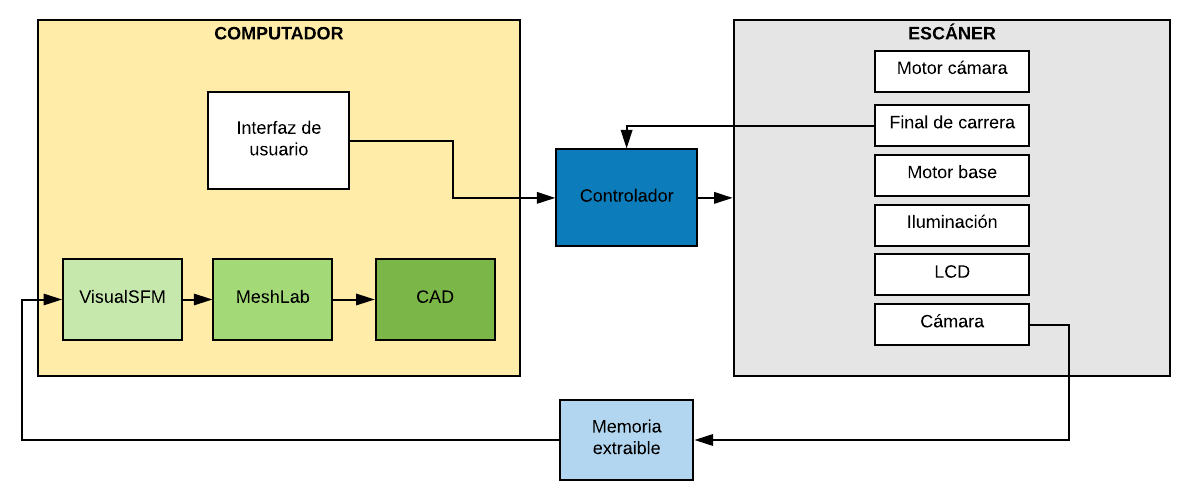 COMPUTADOR
Interfaz de
usuario
VisualSFM
MeshLab
CAD
Controlador
ESCÁNER
Motor cámara
Final de carrera
Motor base
Iluminación
LCD
Cámara
Memoria
extraible